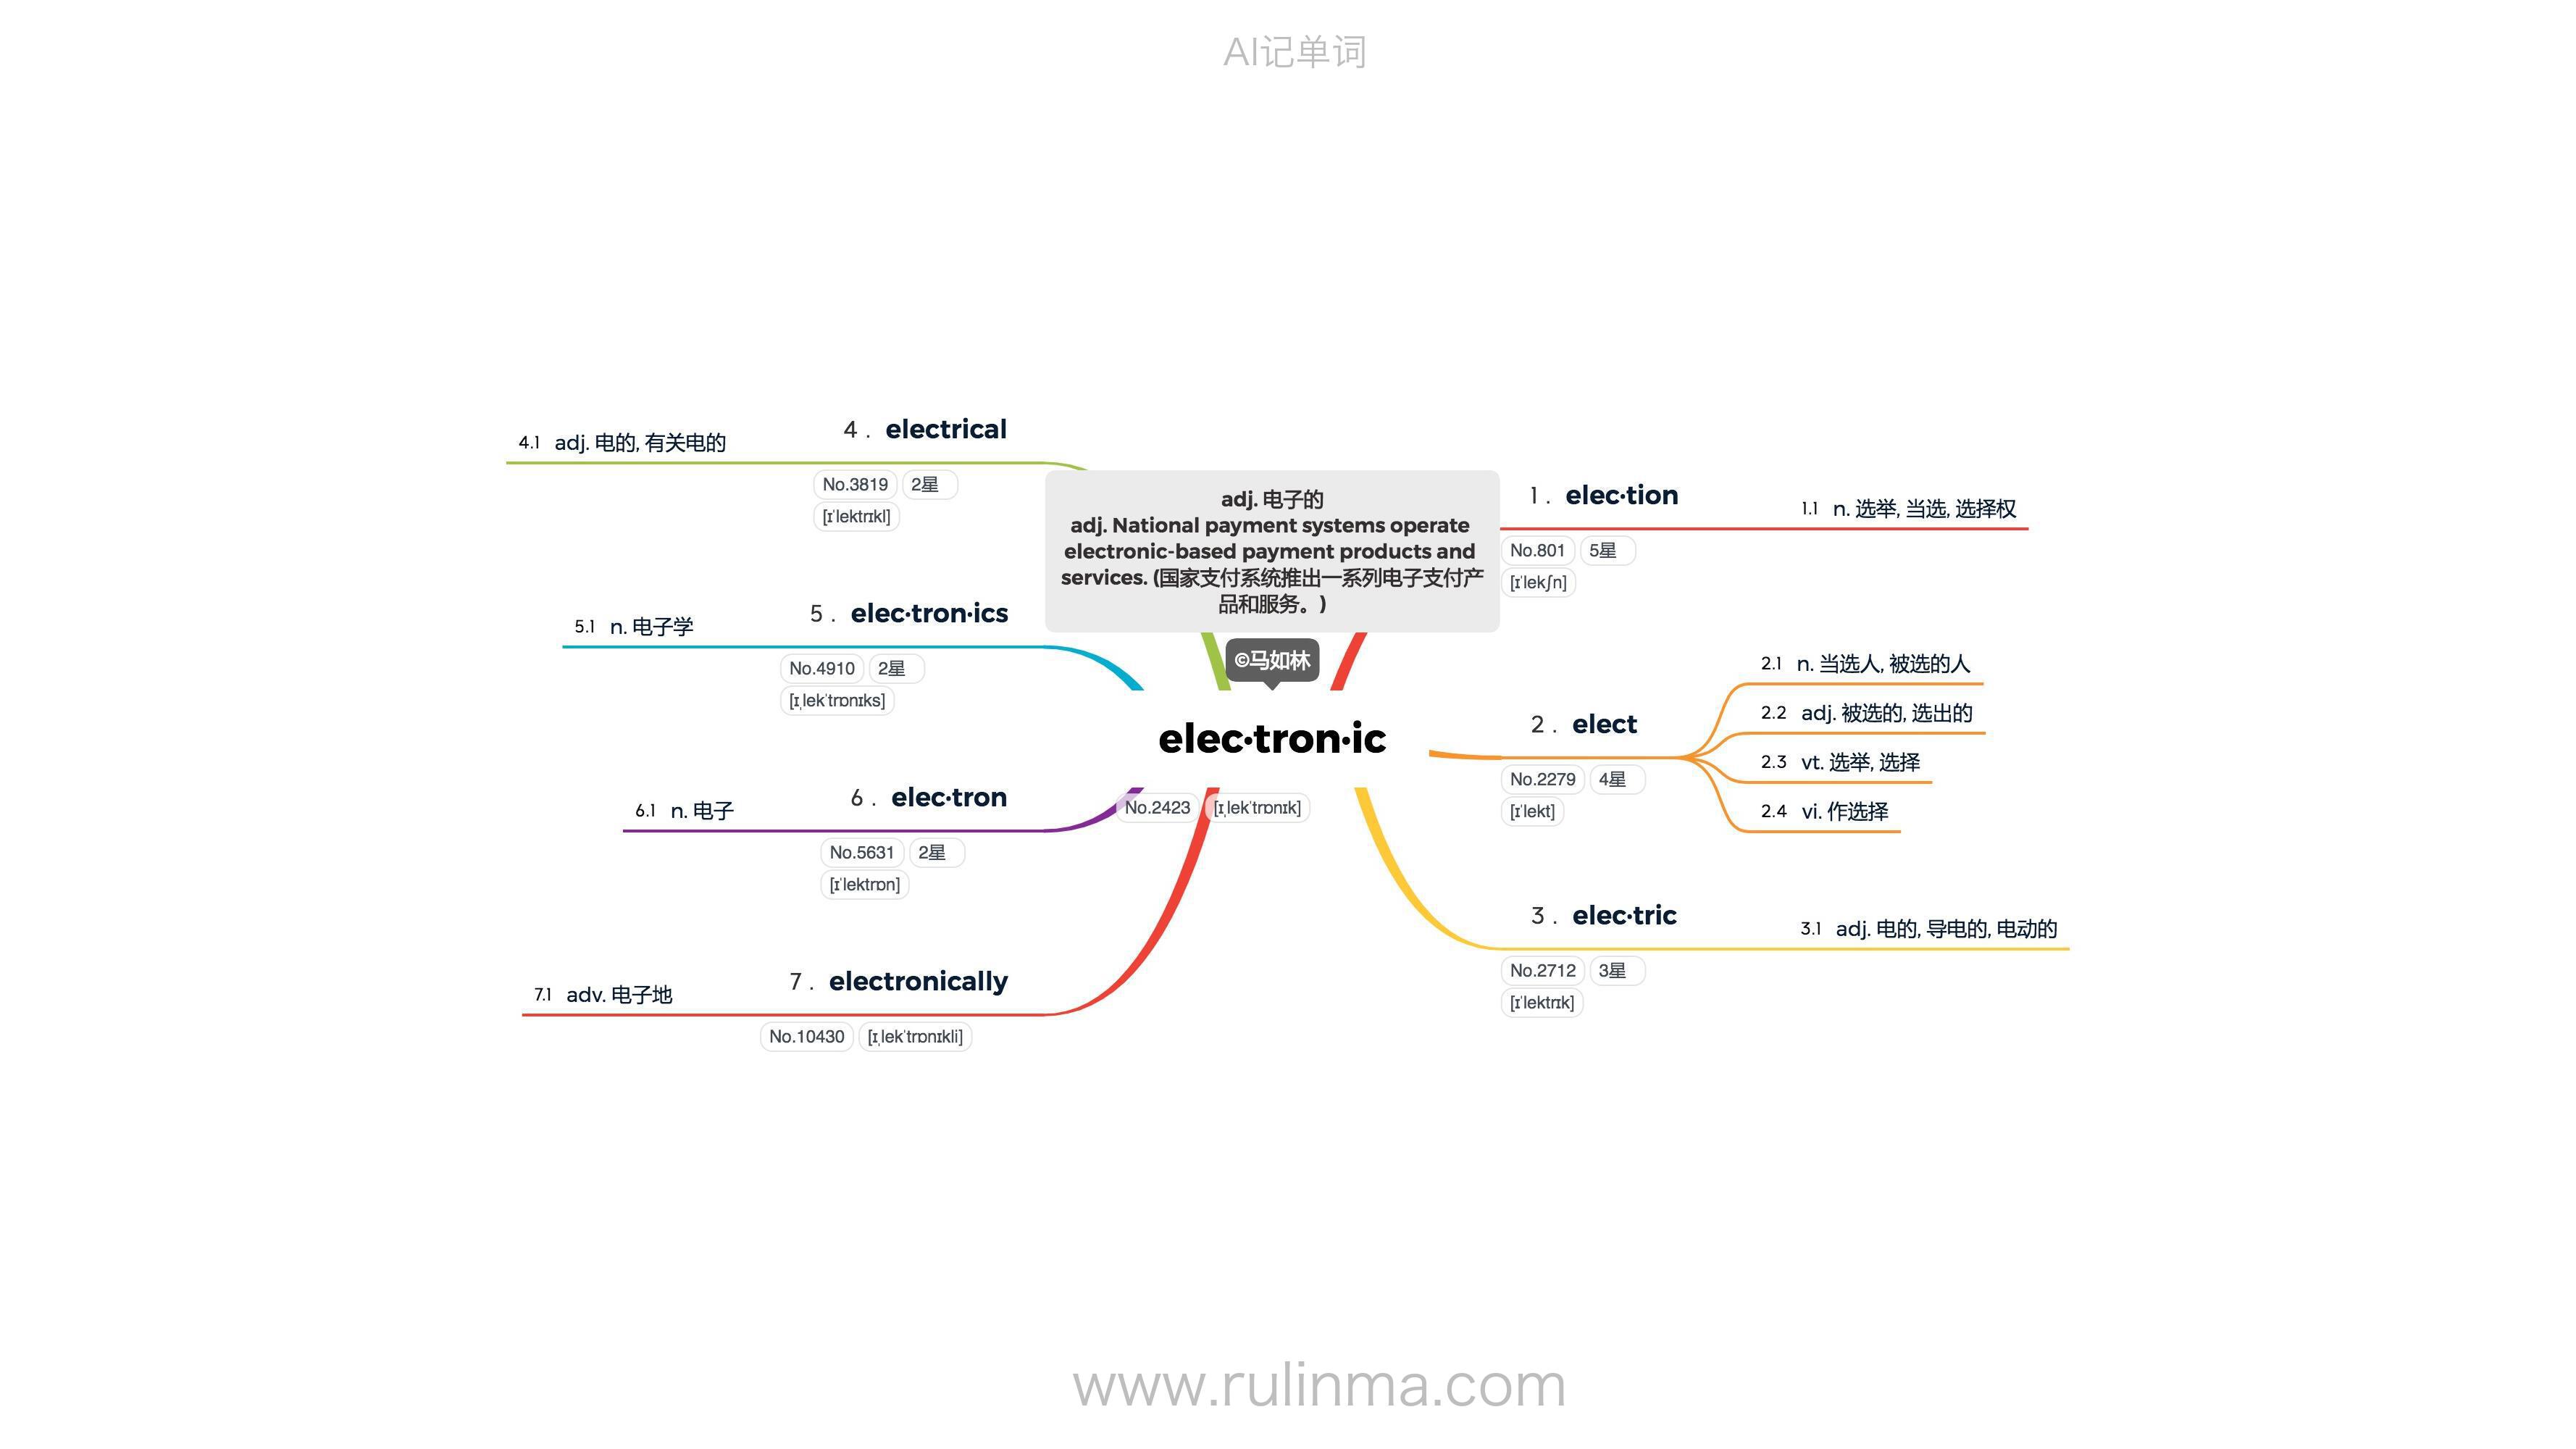 AI记单词
adj. 电子的
adj. National payment systems operate
electronic-based payment products and
services. (国家支付系统推出一系列电子支付产
品和服务。)
©马如林
elec·tron·ic
No.2423 [ɪˌlekˈtrɒnɪk]
1 . elec·tion
No.801 5星
[ɪˈlekʃn]
1.1 n. 选举, 当选, 选择权
2 . elect
No.2279 4星
[ɪˈlekt]
2.1 n. 当选人, 被选的人
2.2 adj. 被选的, 选出的
2.3 vt. 选举, 选择
2.4 vi. 作选择
3 . elec·tric
No.2712 3星
[ɪˈlektrɪk]
3.1 adj. 电的, 导电的, 电动的
4 . electrical
No.3819 2星
[ɪˈlektrɪkl]
4.1 adj. 电的, 有关电的
5 . elec·tron·ics
No.4910 2星
[ɪˌlekˈtrɒnɪks]
5.1 n. 电子学
6 . elec·tron
No.5631 2星
[ɪˈlektrɒn]
6.1 n. 电子
7 . electronically
No.10430 [ɪˌlekˈtrɒnɪkli]
7.1 adv. 电子地
www.rulinma.com